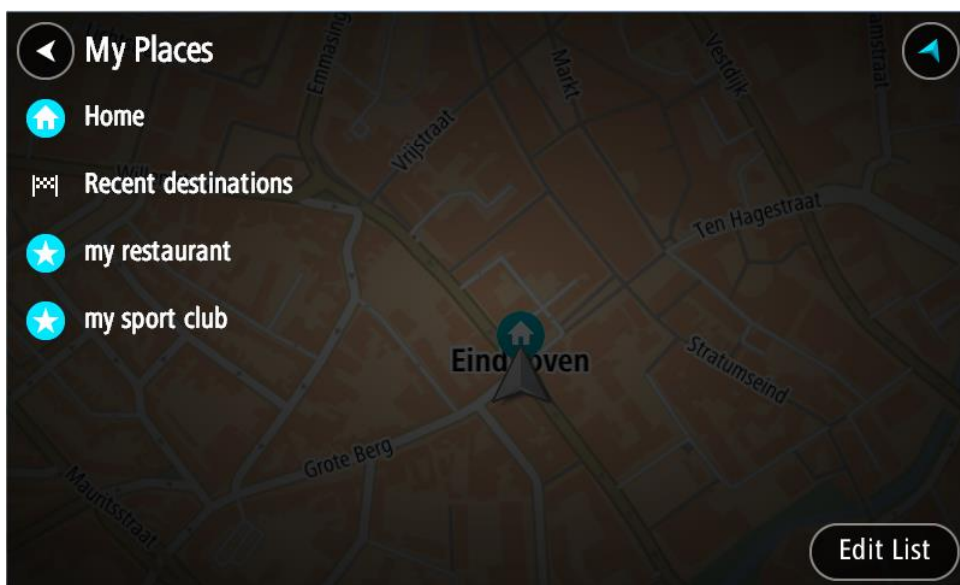 My Places
Home
Recent destinations
my restaurant
my sport club
Edit List
Emmasing
Markt
Vestdijk
Vrijstraat
Ten Hagestraat
Stratumseind
Grote Berg
Mauritsstraat